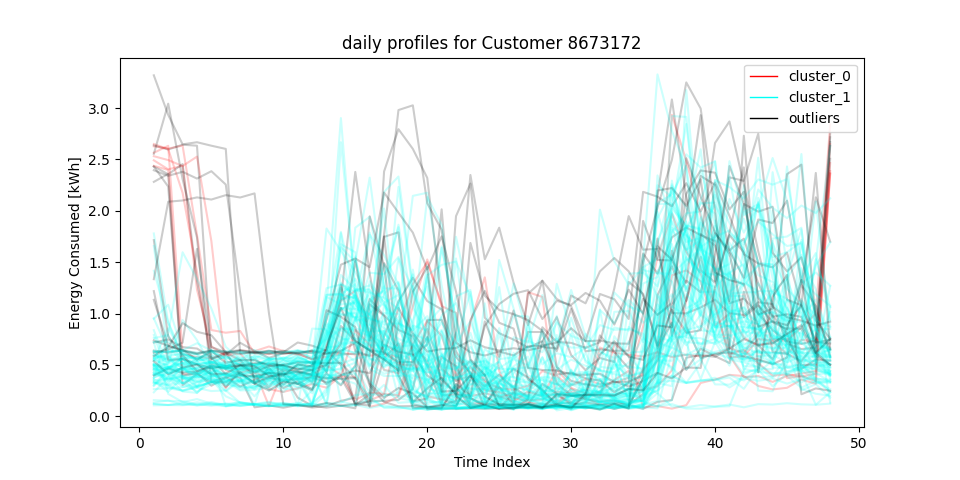 daily profiles for Customer 8673172
cluster_0
cluster_1
outliers
Energy Consumed [kWh]
3.0
2.5
2.0
1.5
1.0
0.5
0.0
0 10 20 30 40 50
Time Index